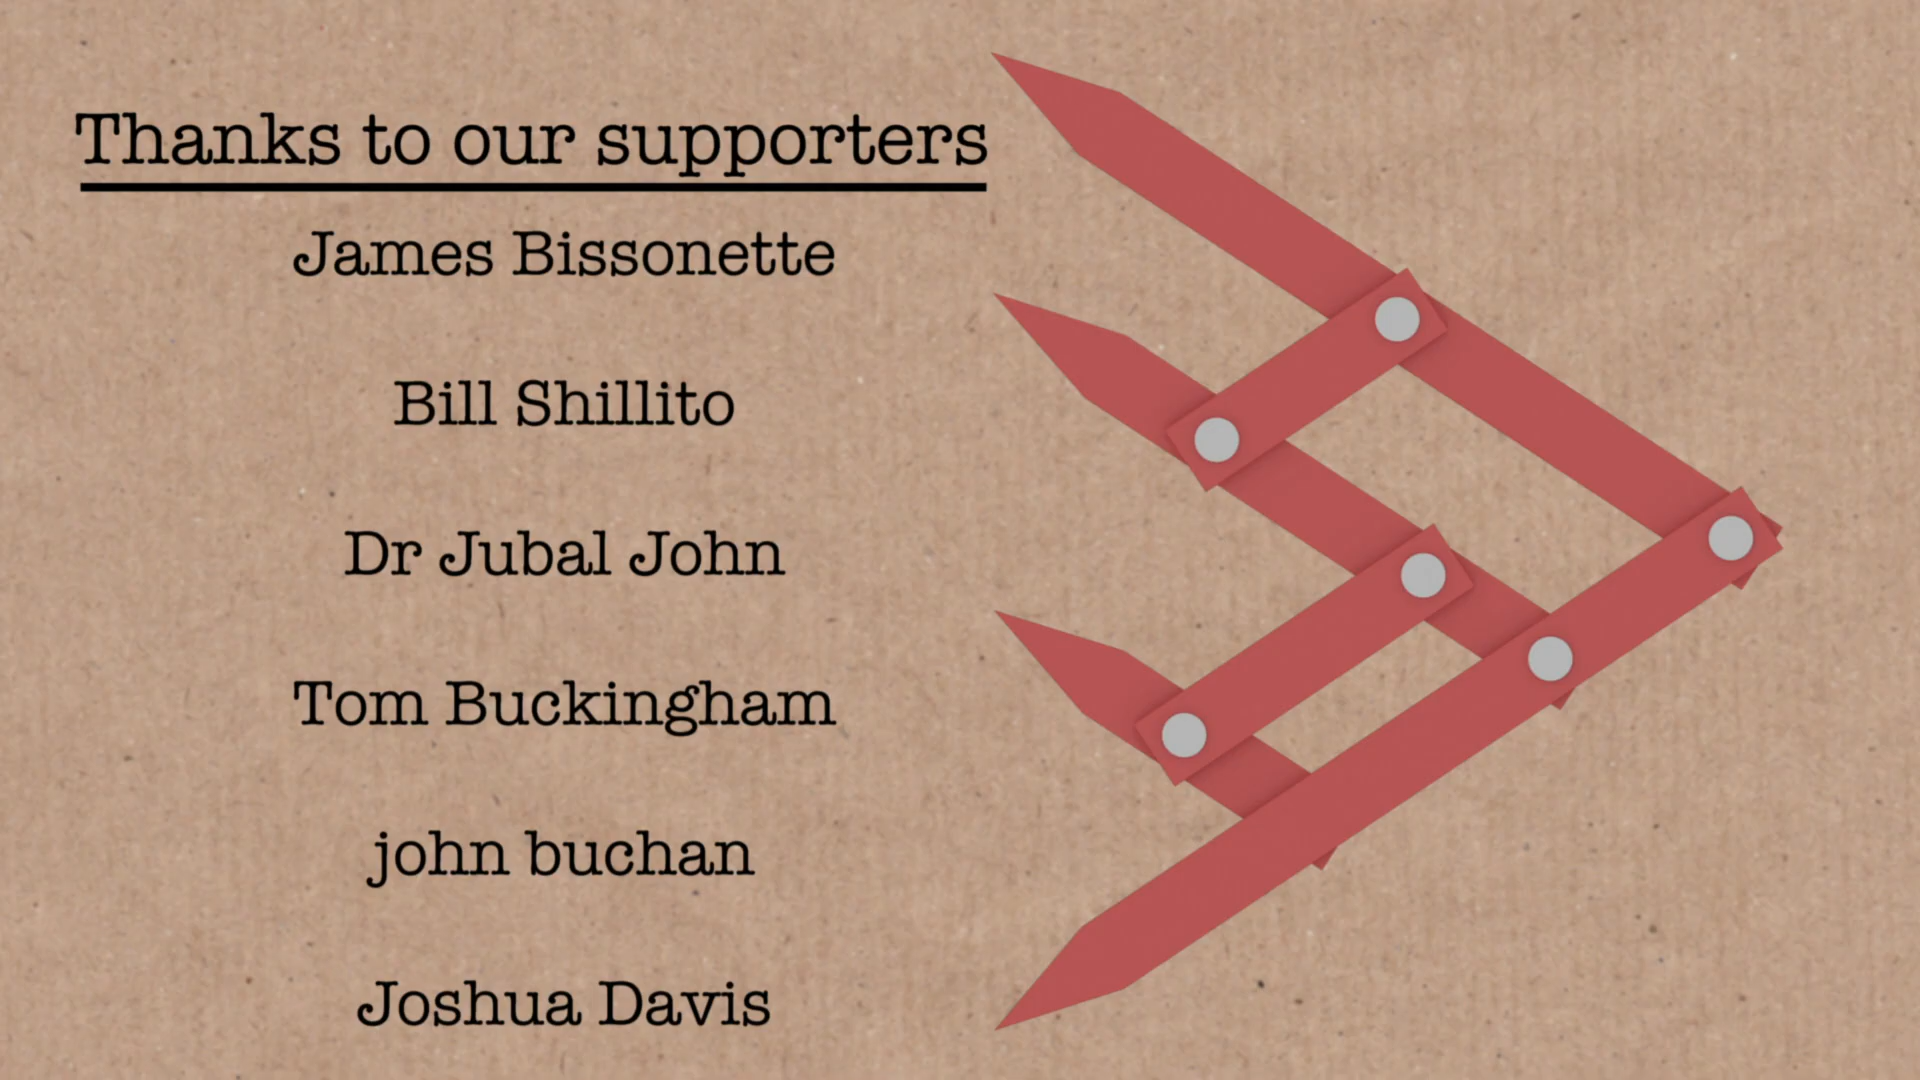 Thanks to our supporters
James Bissonette
Bill Shillito
Dr Jubal John
Tom Buckingham
john buchan
Joshua Davis